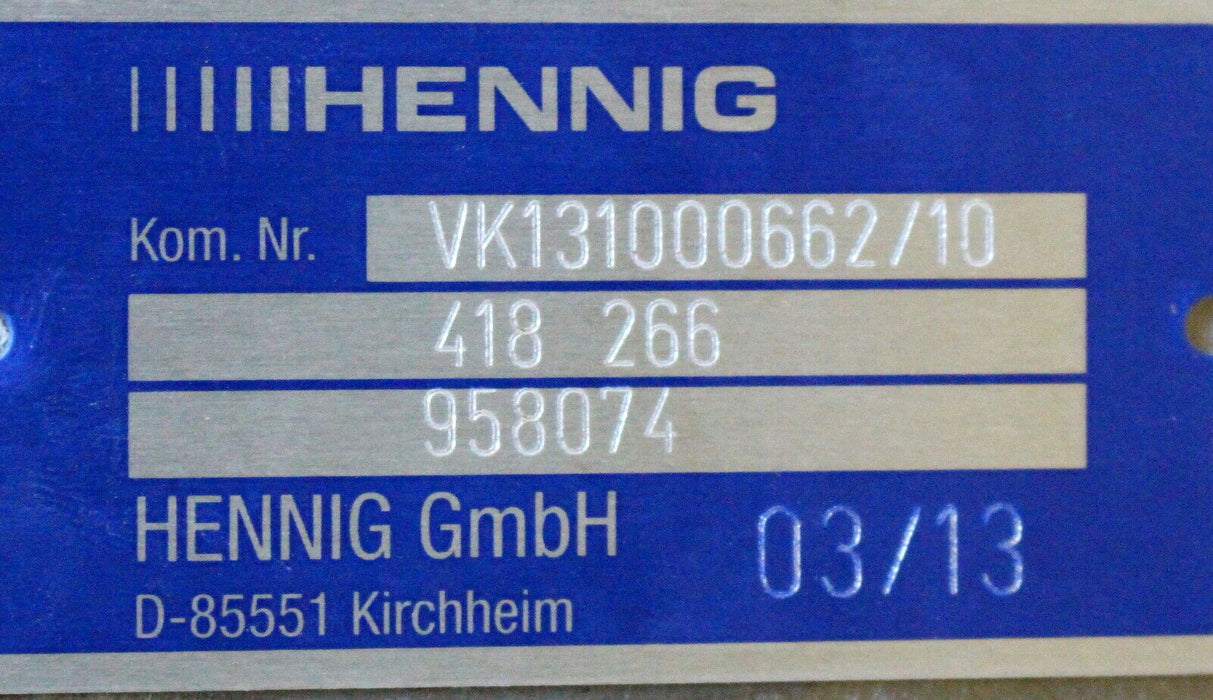 HENNIG
Kom. Nr. VK131000662/10
418 266
958074
HENNIG GmbH 03/13
D-85551 Kirchheim